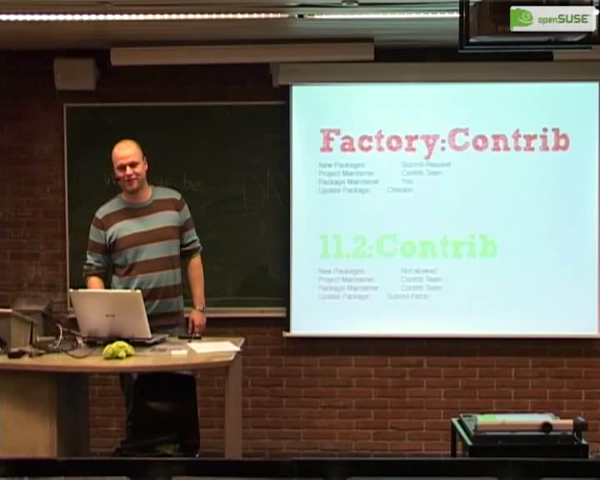 openSUSE
Factory:Contrib
New Packages: Submit Request
Project Maintainer: Contrib Team
Package Maintainer: You
Update Package: Checkin
11.2:Contrib
New Packages: Not allowed
Project Maintainer: Contrib Team
Package Maintainer: Contrib Team
Update Package: Submit Patch